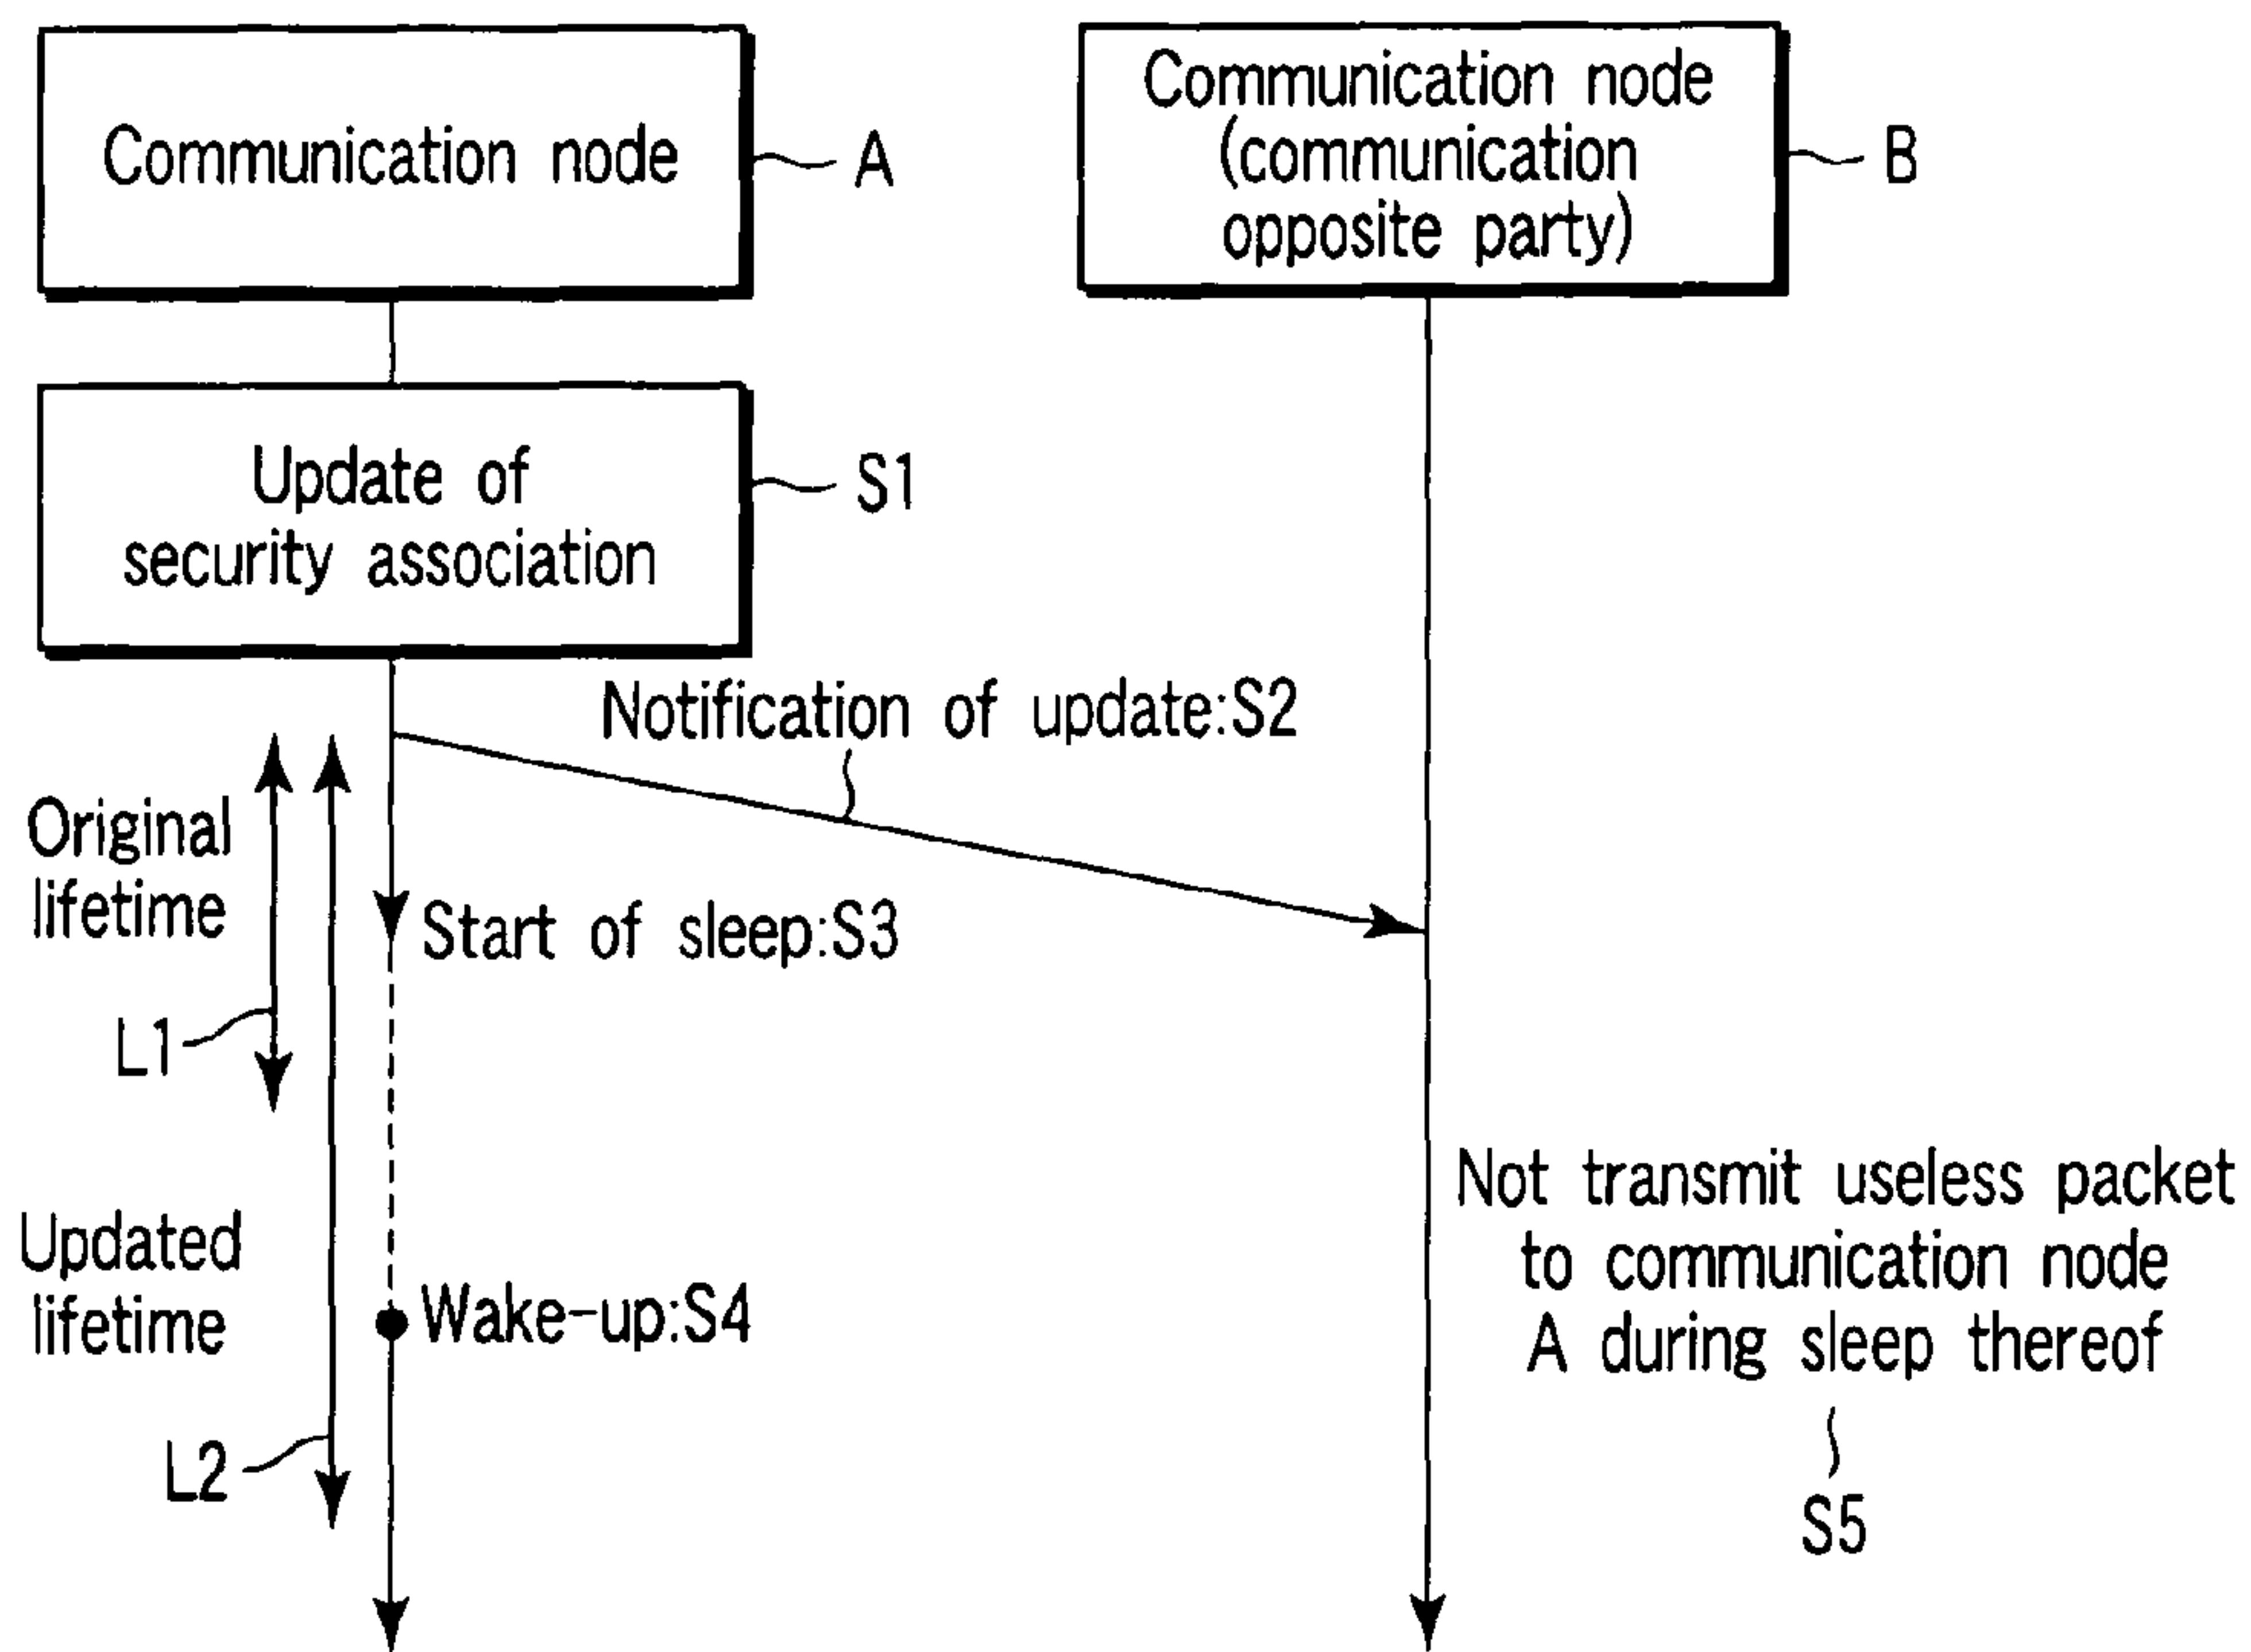 Communication node
A
Communication node
(communication
opposite party)
B
Update of
security association
S1
Notification of update:S2
Original
lifetime
Start of sleep:S3
L1
Not transmit useless packet
to communication node
A during sleep thereof
Updated
lifetime
Wake-up:S4
L2
S5